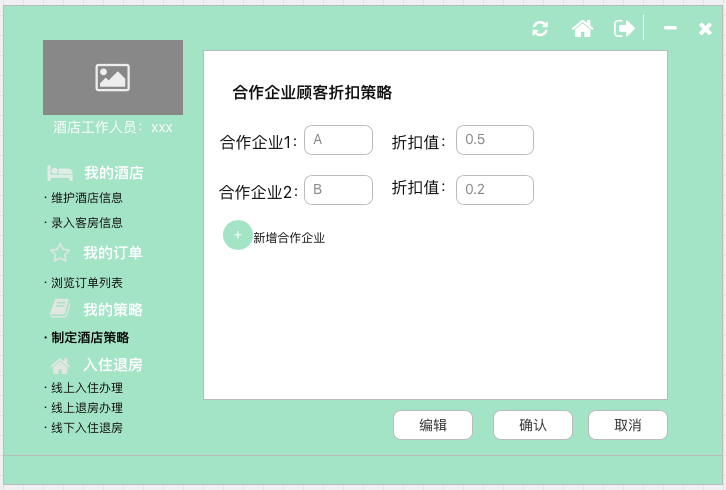 酒店工作人员：xxx
我的酒店
· 维护酒店信息
· 录入客房信息
我的订单
· 浏览订单列表
我的策略
· 制定酒店策略
入住退房
· 线上入住办理
· 线上退房办理
· 线下入住退房
合作企业顾客折扣策略
合作企业1: A 折扣值: 0.5
合作企业2: B 折扣值: 0.2
+ 新增合作企业
编辑 确认 取消